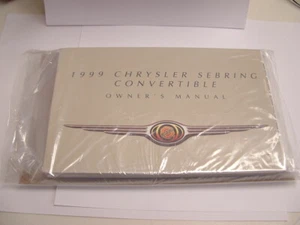 1999 CHRYSLER SEBRING
CONVERTIBLE
OWNER'S MANUAL